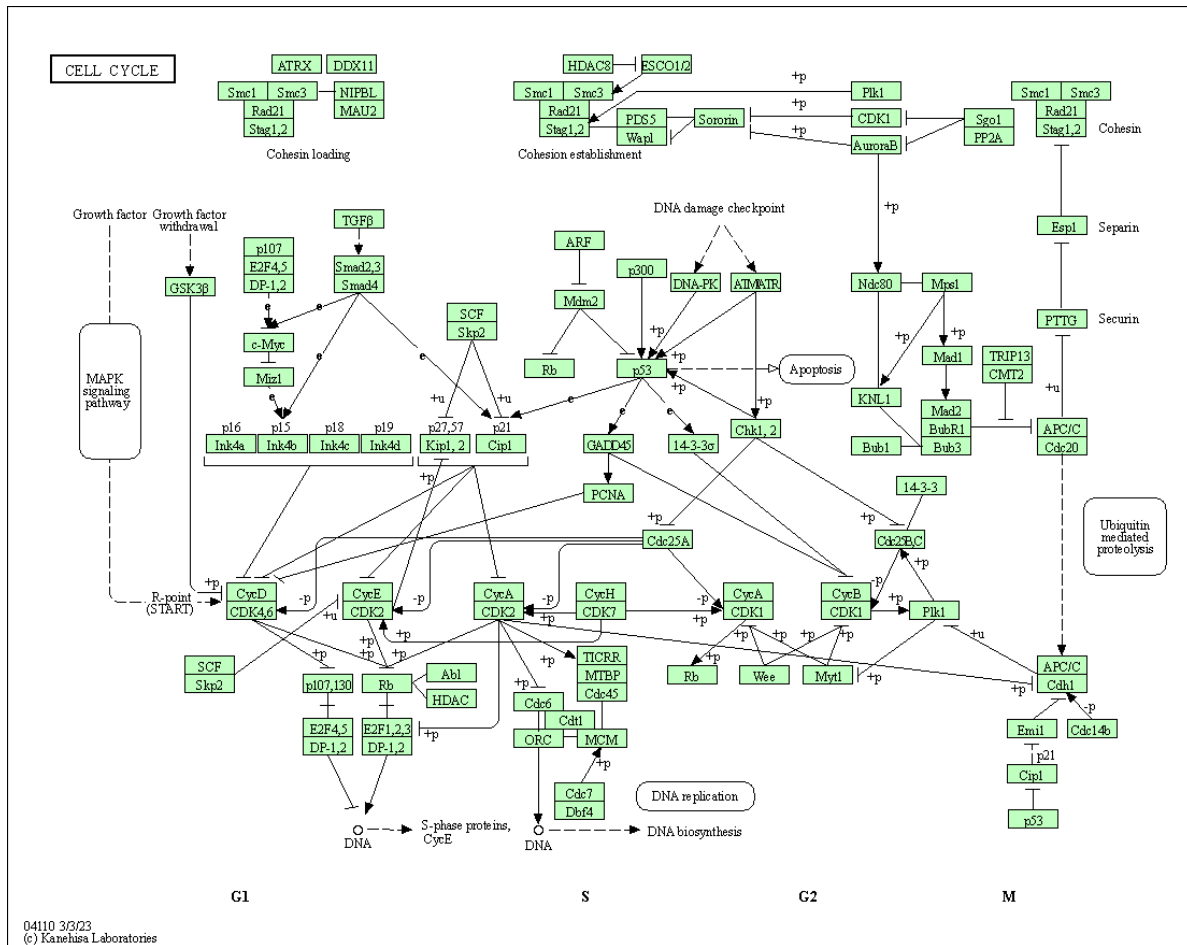 CELL CYCLE
ATRX
DDX11
Smc1
Smc3
NIPBL
Rad21
MAU2
Stag1,2
Cohesin loading
HDAC8
ESCO1/2
Smc1
Smc3
Rad21
Stag1,2
PDS5
Wapl
Sororin
Cohesion establishment
+p
Plk1
+p
CDK1
+p
AuroraB
Sgo1
PP2A
Smc1
Smc3
Rad21
Stag1,2
Cohesin
+p
Growth factor
Growth factor
withdrawal
GSK3β
p107
E2F4,5
DP-1,2
TGFβ
Smad2,3
Smad4
e
e
c-Myc
Miz1
e
e
e
ARF
Mdm2
Rb
SCF
Skp2
+u
+u
DNA damage checkpoint
p300
DNA-PK
ATM/ATR
+p
+p
p53
Apoptosis
+p
+p
e
e
e
Esp1
Separin
Ndc80
Mps1
PTTG
Securin
+p
+p
Mad1
TRIP13
CMT2
+u
KNL1
Mad2
BubR1
Bub3
Bub1
APC/C
Cdc20
MAPK
signaling
pathway
p16
Ink4a
p15
Ink4b
p18
Ink4c
p19
Ink4d
p27,57
Kip1, 2
p21
Cip1
GADD45
14-3-3σ
Chk1, 2
+p
PCNA
14-3-3
+p
+p
Cdc25A
Cdc25B,C
Ubiquitin
mediated
proteolysis
R-point
(START)
+p
CycD
CDK4,6
-p
+u
CycE
CDK2
-p
CycA
CDK2
-p
+p
CycH
CDK7
-p
CycA
CDK1
CycB
CDK1
-p
+p
+p
Plk1
+u
+p
+p
+p
+p
+p
+p
+p
+p
+p
SCF
Skp2
p107,130
Rb
Abl
HDAC
TICRR
MTBP
Cdc45
Rb
Wee
Myt1
APC/C
Cdh1
-p
E2F4,5
DP-1,2
E2F1,2,3
DP-1,2
+p
Cdc6
Cdt1
ORC
MCM
+p
Emi1
Cdc14b
p21
Cip1
p53
Cdc7
Dbf4
DNA replication
DNA
S-phase proteins,
CycE
DNA
DNA biosynthesis
G1
S
G2
M
04110 3/3/23
(c) Kanehisa Laboratories